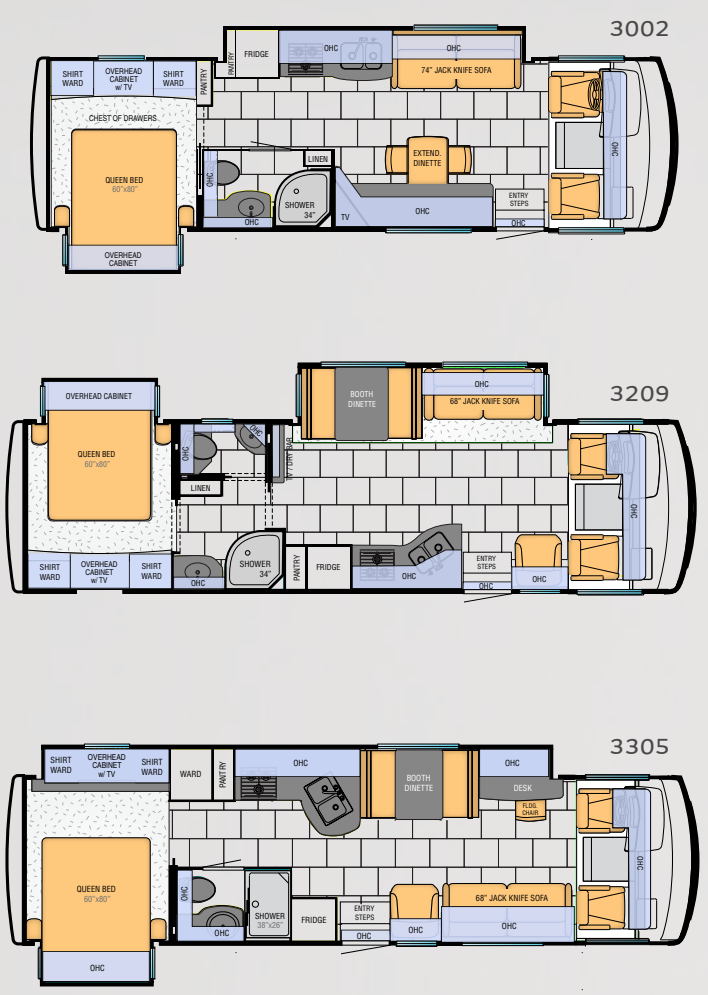 3002
SHIRT
WARD
OVERHEAD
CABINET
w/ TV
SHIRT
WARD
PANTRY
PANTRY
FRIDGE
OHC
OHC
74" JACK KNIFE SOFA
CHEST OF DRAWERS
QUEEN BED
60"x80"
OVERHEAD
CABINET
OHC
LINEN
SHOWER
34"
OHC
TV
EXTEND.
DINETTE
OHC
ENTRY
STEPS
OHC
OHC
3209
OVERHEAD CABINET
QUEEN BED
60"x80"
OHC
OHC
LINEN
TV / DRY BAR
BOOTH
DINETTE
OHC
68" JACK KNIFE SOFA
SHIRT
WARD
OVERHEAD
CABINET
w/ TV
SHIRT
WARD
OHC
SHOWER
34"
PANTRY
FRIDGE
OHC
ENTRY
STEPS
OHC
OHC
OHC
3305
SHIRT
WARD
OVERHEAD
CABINET
w/ TV
SHIRT
WARD
WARD
PANTRY
OHC
BOOTH
DINETTE
OHC
DESK
FLDG.
CHAIR
QUEEN BED
60"x80"
OHC
OHC
OHC
SHOWER
38"x26"
FRIDGE
ENTRY
STEPS
OHC
OHC
68" JACK KNIFE SOFA
OHC
OHC